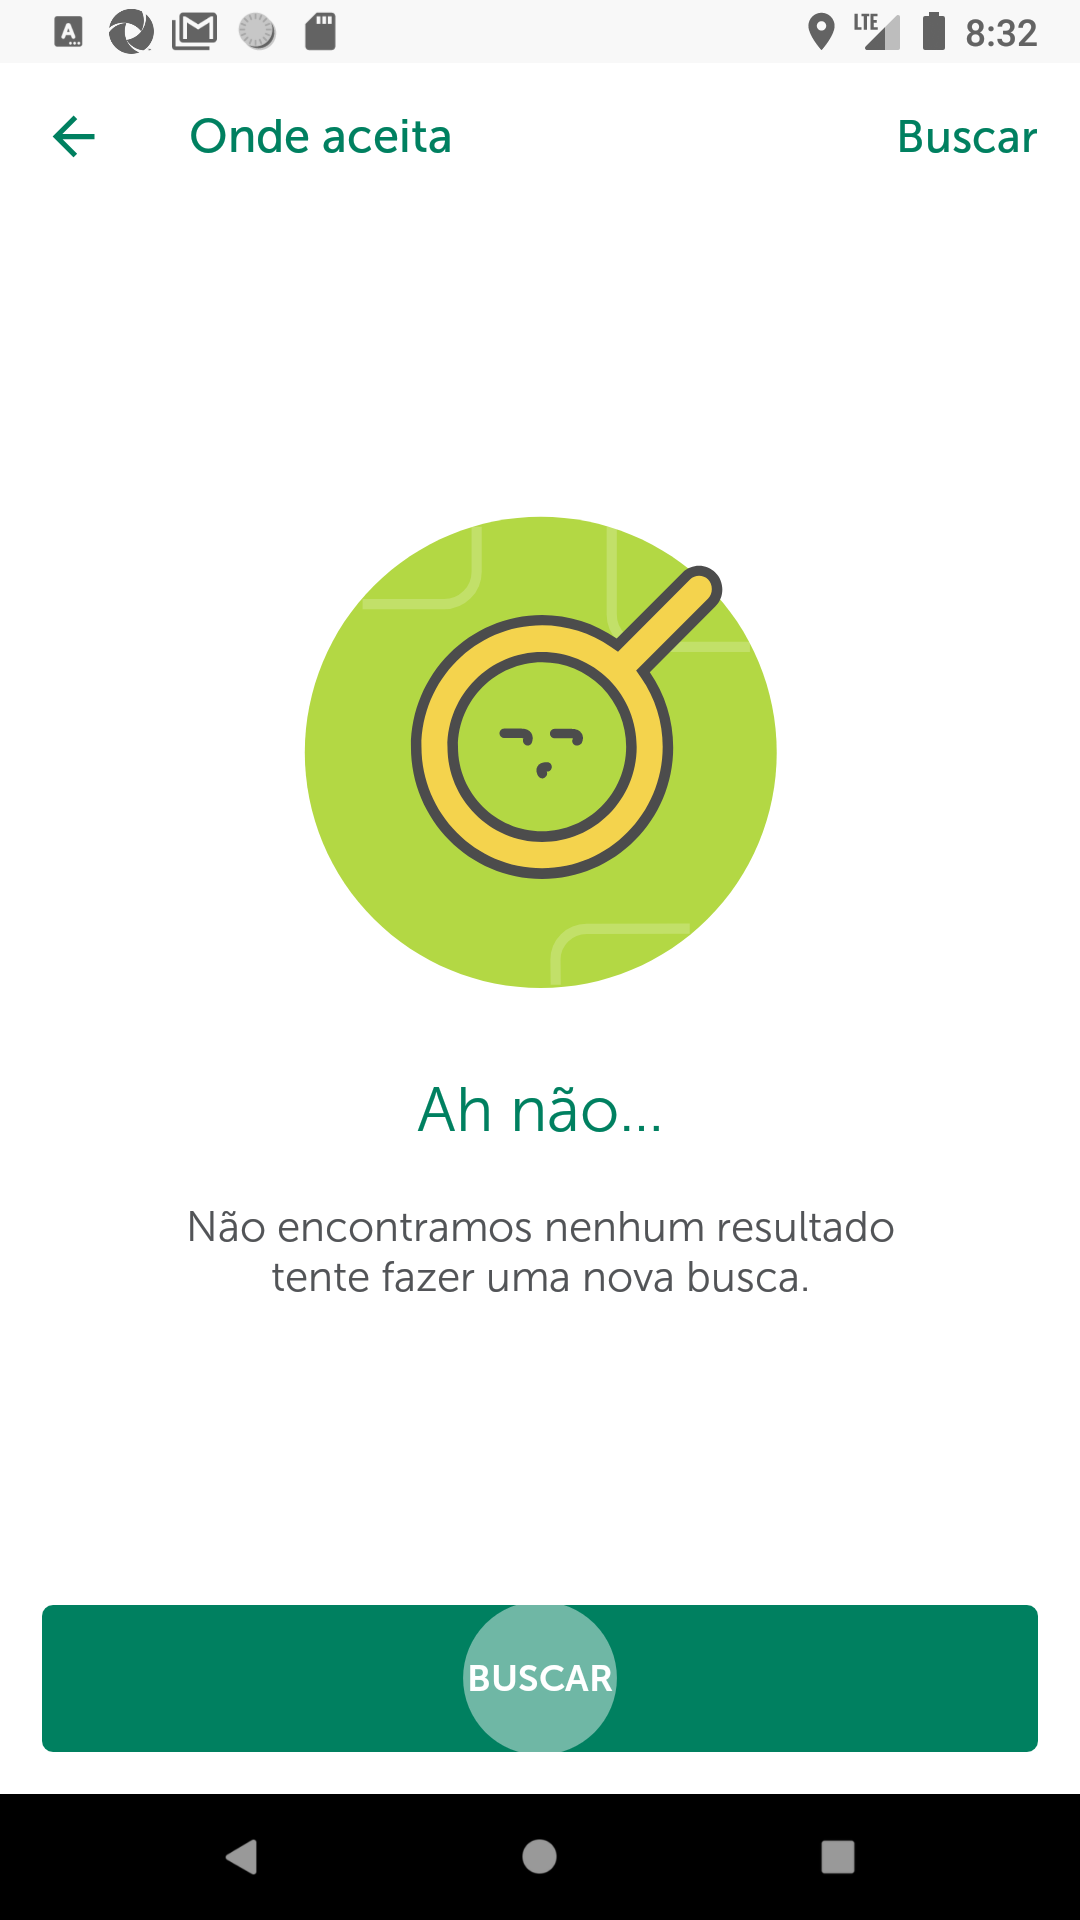 A
LTE 8:32
Onde aceita Buscar
Ah não...
Não encontramos nenhum resultado
tente fazer uma nova busca.
BUSCAR